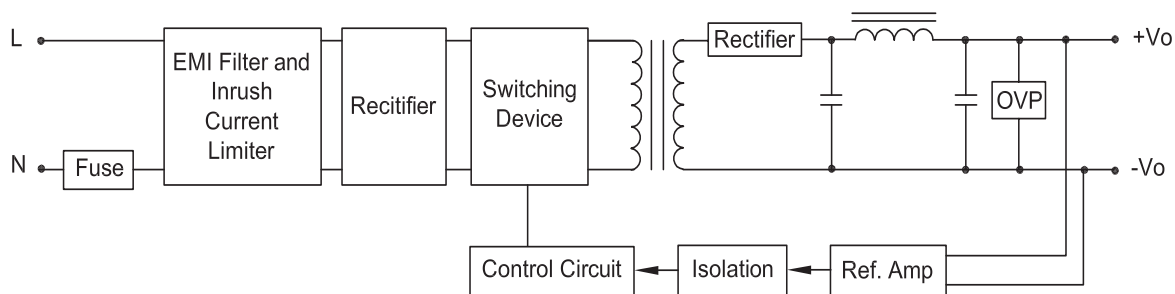 L
EMI Filter and
Inrush
Current
Limiter
Recitifier
Switching
Device
Rectifier
OVP
+Vo
N
Fuse
-Vo
Control Circuit
Isolation
Ref. Amp